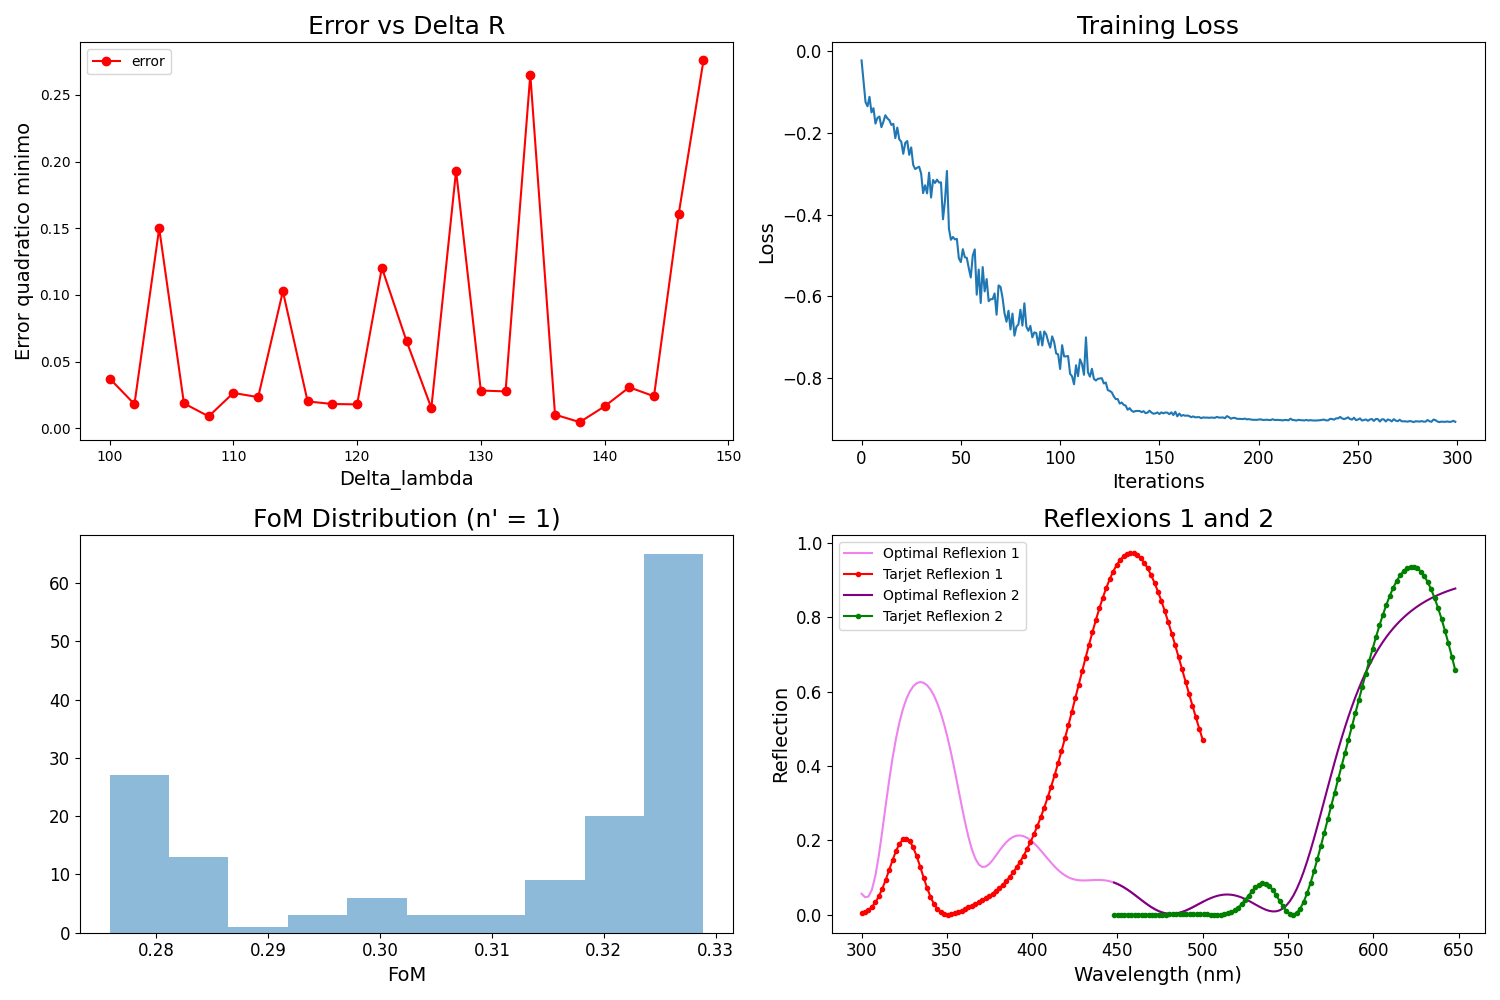 Error vs Delta R
error
Error quadratico minimo
0.25
0.20
0.15
0.10
0.05
0.00
100 110 120 130 140 150
Delta_lambda
Training Loss
Loss
0.0
−0.2
−0.4
−0.6
−0.8
0 50 100 150 200 250 300
Iterations
FoM Distribution (n' = 1)
60
50
40
30
20
10
0
0.28 0.29 0.30 0.31 0.32 0.33
FoM
Reflexions 1 and 2
Optimal Reflexion 1
Tarjet Reflexion 1
Optimal Reflexion 2
Tarjet Reflexion 2
Reflection
1.0
0.8
0.6
0.4
0.2
0.0
300 350 400 450 500 550 600 650
Wavelength (nm)